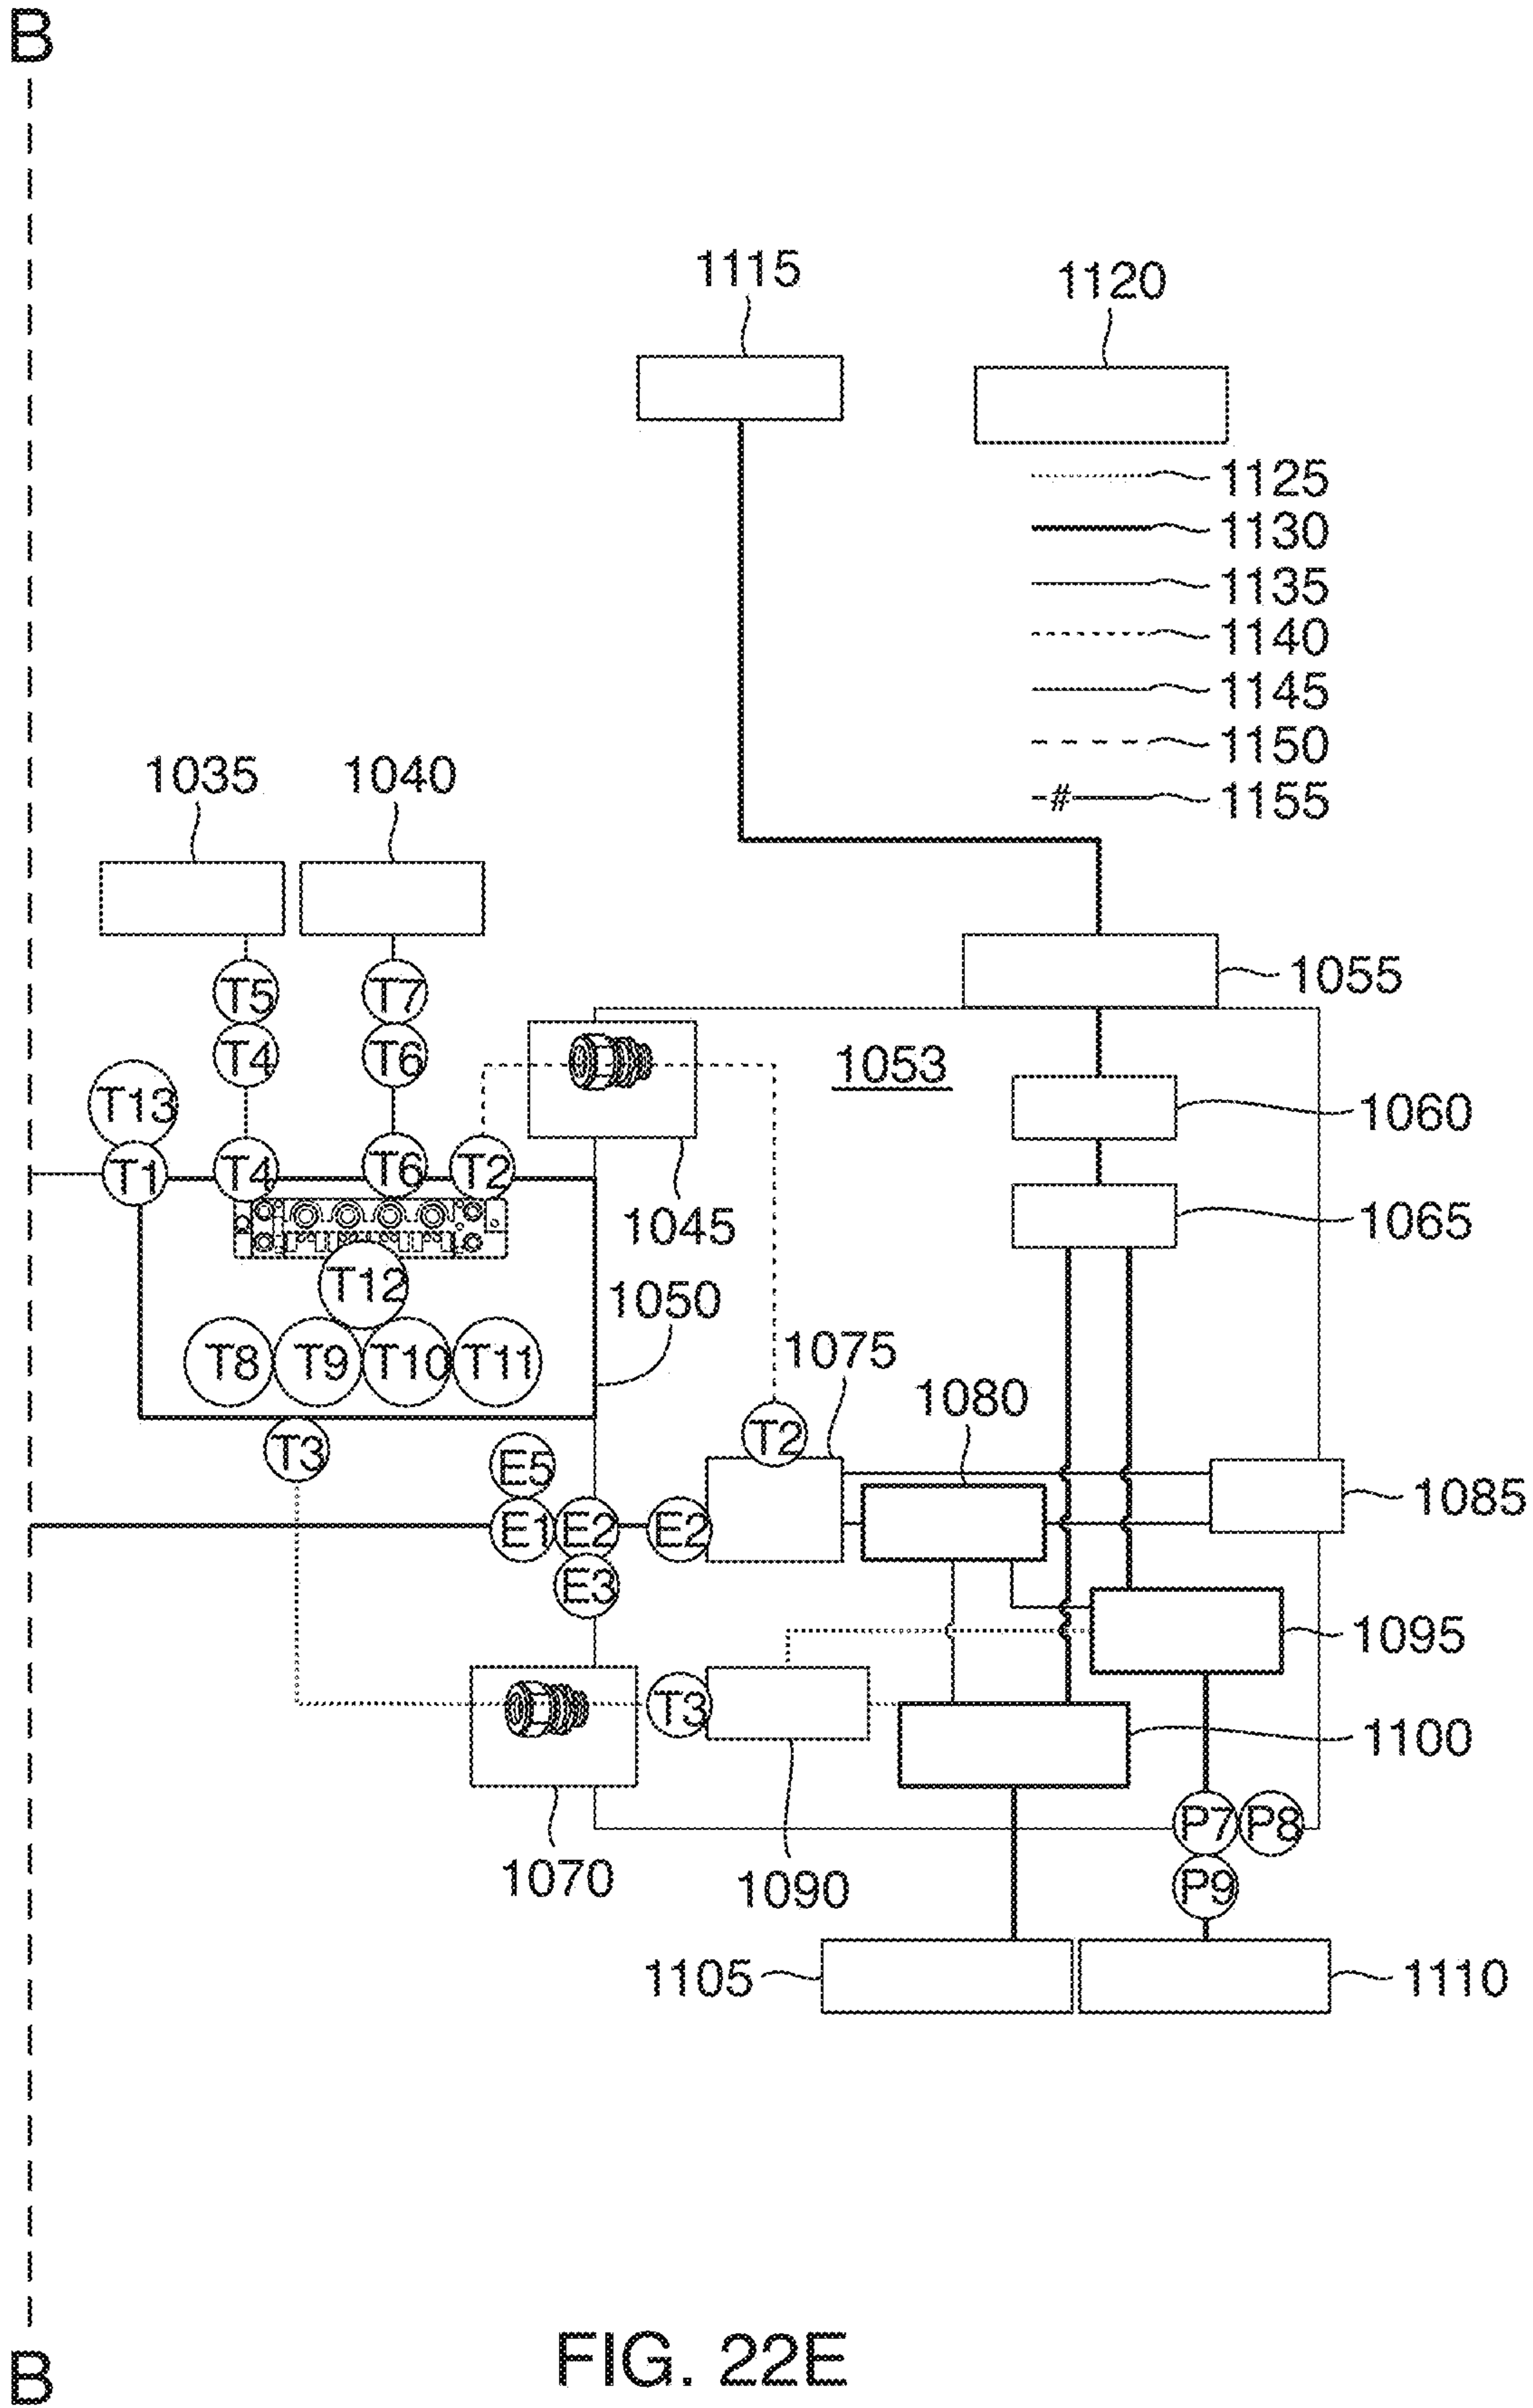 B
1115
1120
1125
1130
1135
1140
1145
1150
# 1155
1035 1040
T5 T7 1055
T4 T6 1053
T13 1060
T1 T4 T6 T2
1045 1065
T12 1050
T8 T9 T10 T11 1075
1080
T3 E5 T2
1085
E1 E2 E2
E3
1095
T3
1100
P7 P8
1070 1090 P9
1105 1110
B
FIG. 22E